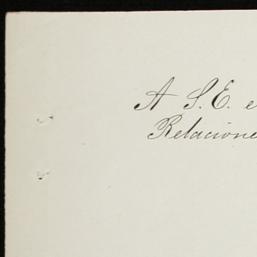 A S. E. e
Relacione